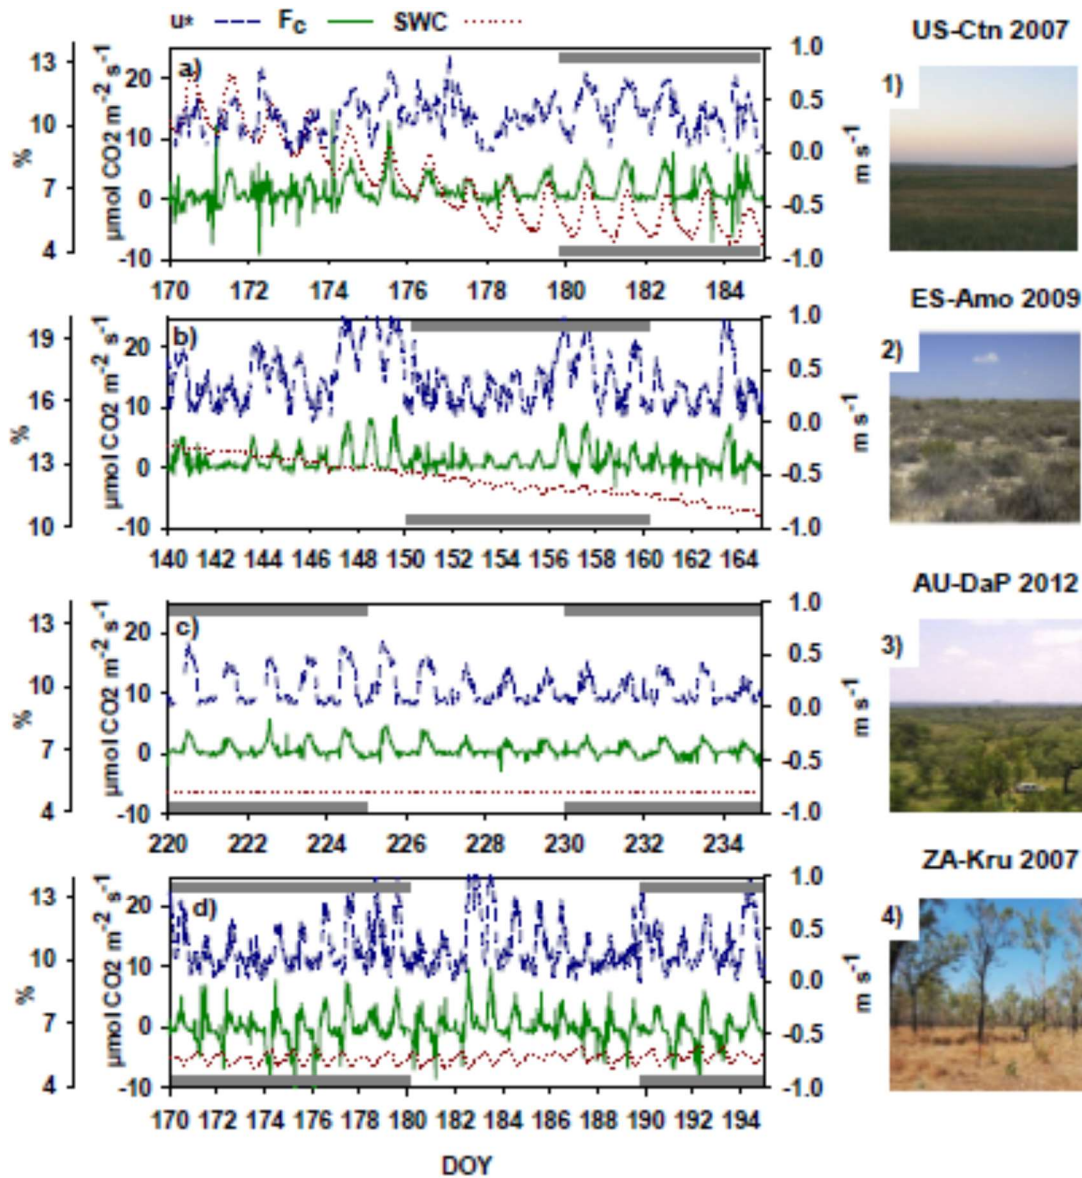 u* Fc SWC
US-Ctn 2007
13 10 7 4
%
µmol CO2 m-2 s-1
20 10 0 -10
a)
1.0 0.5 0.0 -0.5 -1.0
m s-1
170 172 174 176 178 180 182 184
1)
ES-Amo 2009
19 16 13 10
%
µmol CO2 m-2 s-1
20 10 0 -10
b)
1.0 0.5 0.0 -0.5 -1.0
m s-1
140 142 144 146 148 150 152 154 156 158 160 162 164
2)
AU-DaP 2012
13 10 7 4
%
µmol CO2 m-2 s-1
20 10 0 -10
c)
1.0 0.5 0.0 -0.5 -1.0
m s-1
220 222 224 226 228 230 232 234
3)
ZA-Kru 2007
13 10 7 4
%
µmol CO2 m-2 s-1
20 10 0 -10
d)
1.0 0.5 0.0 -0.5 -1.0
m s-1
170 172 174 176 178 180 182 184 186 188 190 192 194
4)
DOY